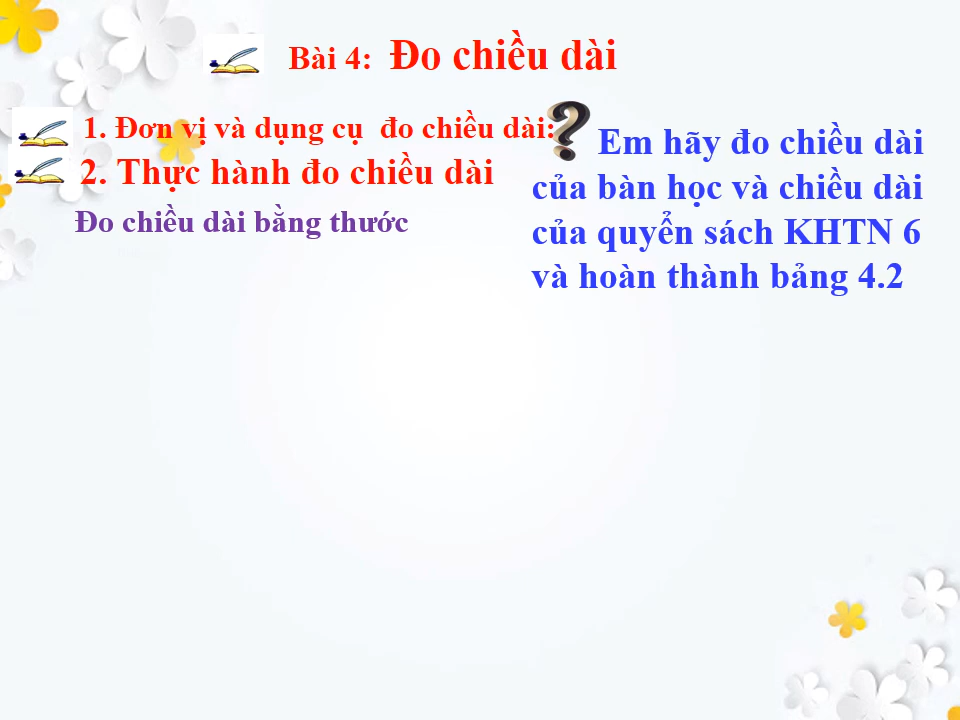 Bài 4: Đo chiều dài
1. Đơn vị và dụng cụ đo chiều dài:
2. Thực hành đo chiều dài
Đo chiều dài bằng thước
?
Em hãy đo chiều dài
của bàn học và chiều dài
của quyển sách KHTN 6
và hoàn thành bảng 4.2